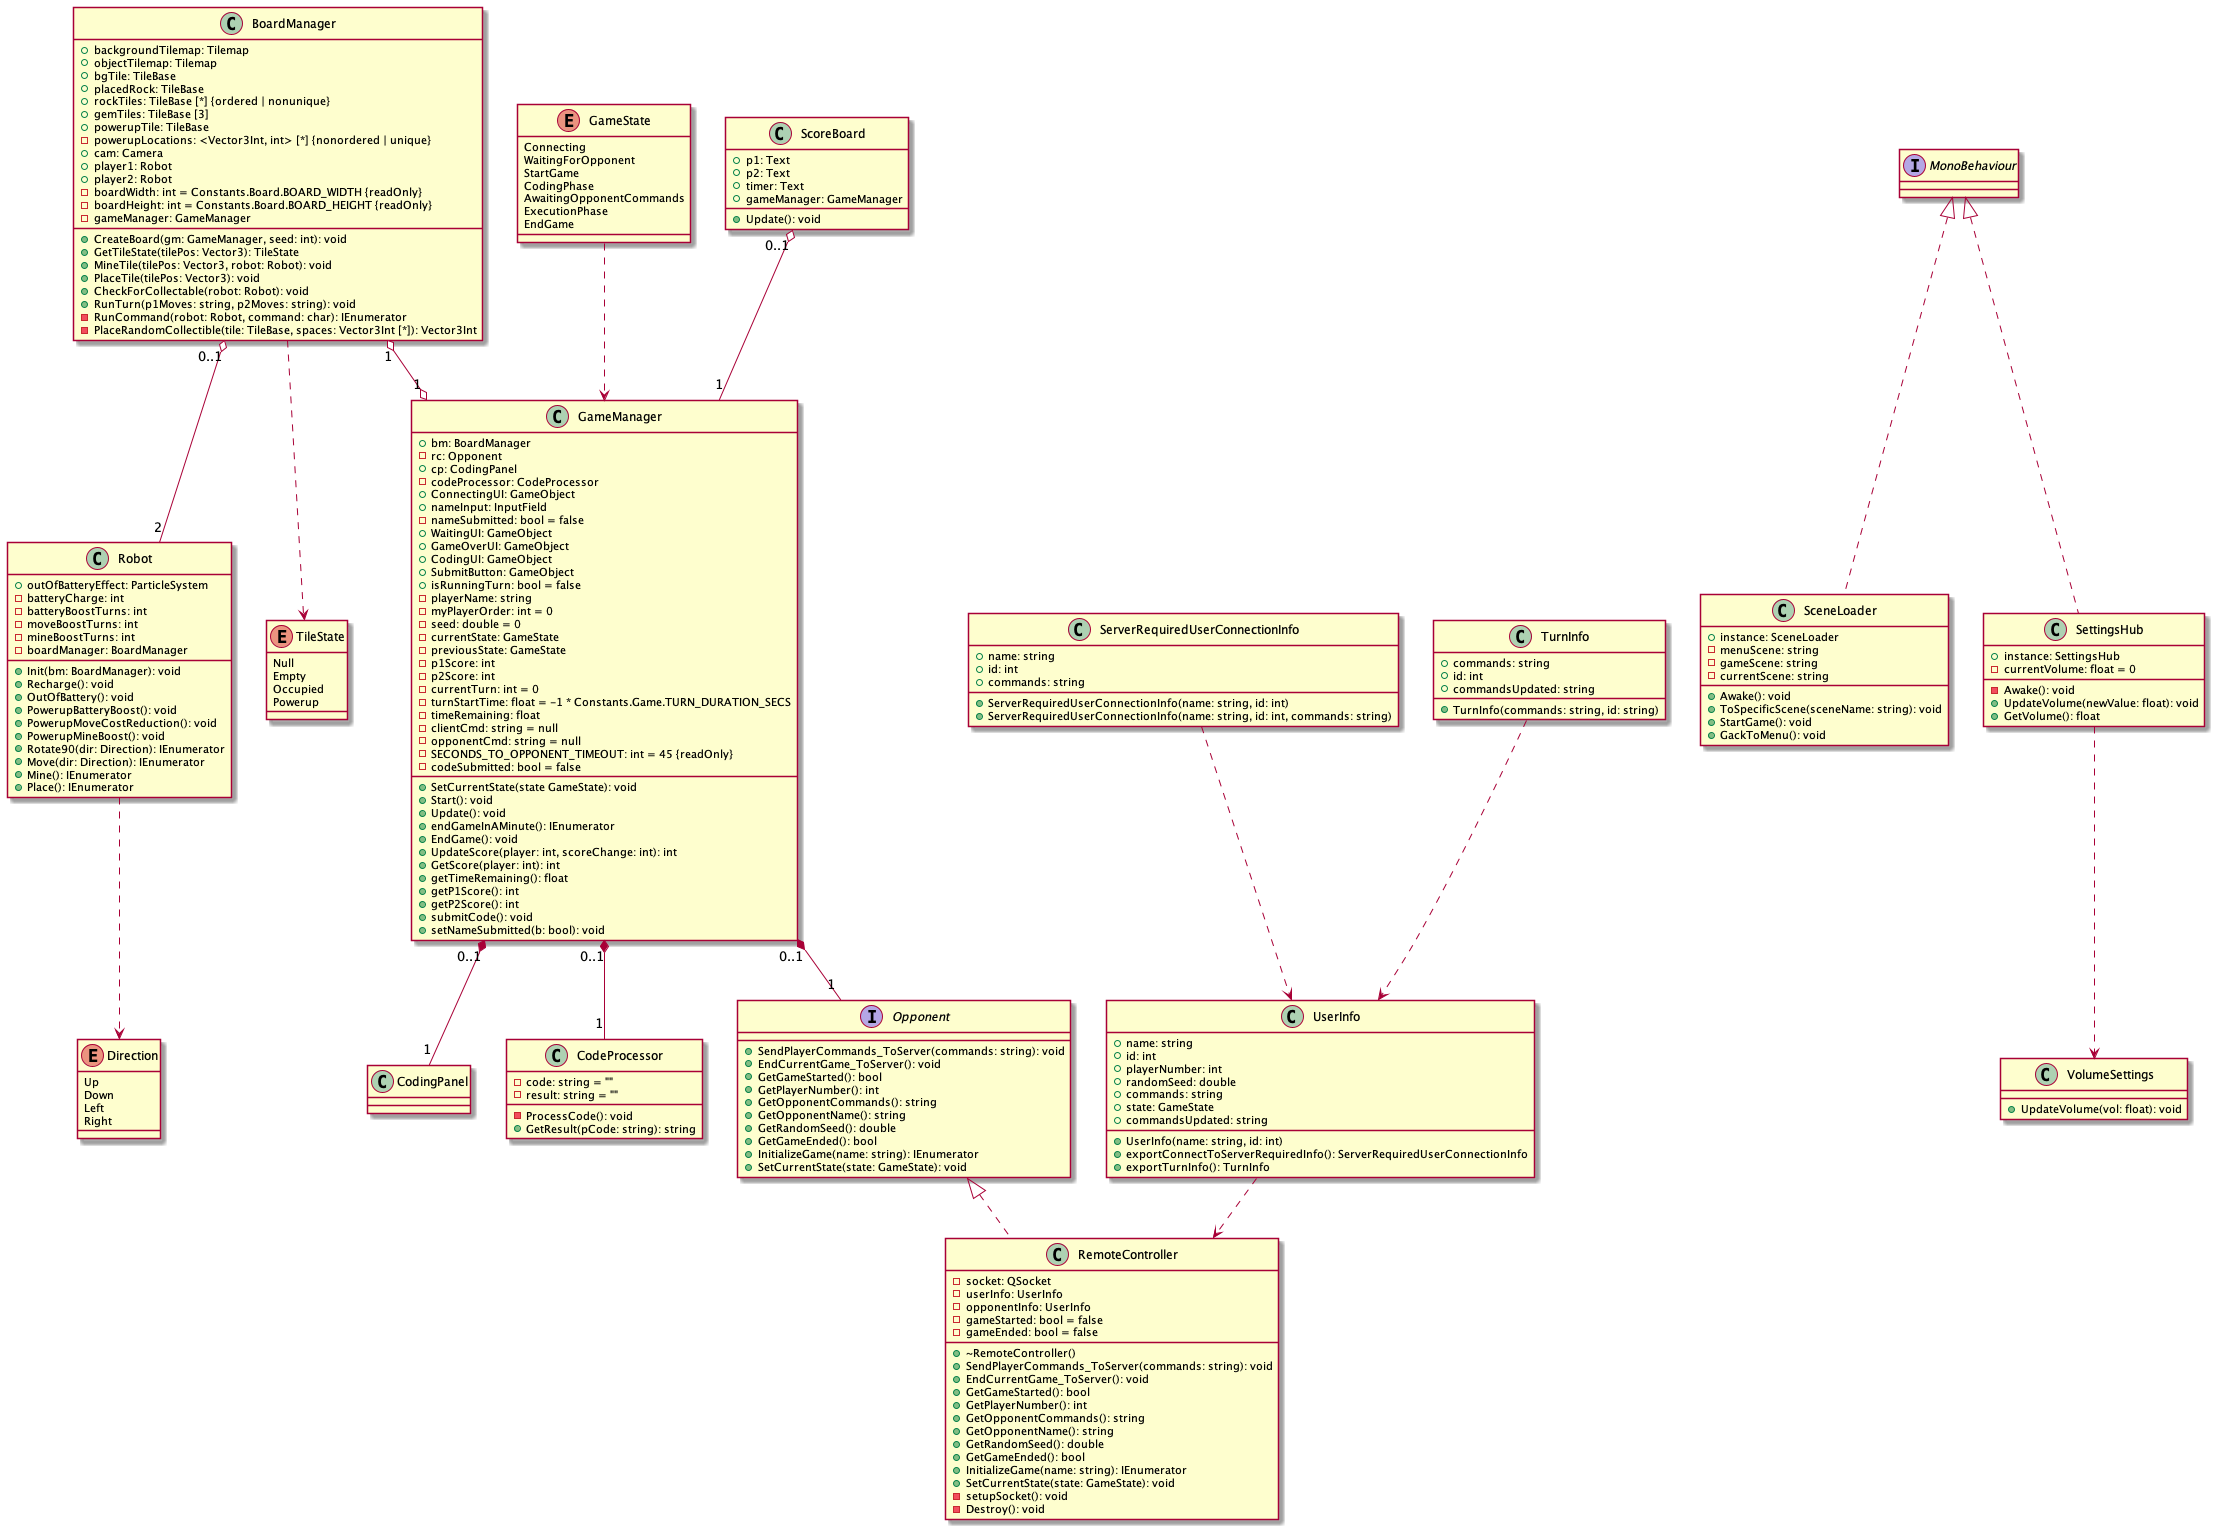 BoardManager
backgroundTilemap: Tilemap
objectTilemap: Tilemap
bgTile: TileBase
placedRock: TileBase
rockTiles: TileBase [*] {ordered | nonunique}
gemTiles: TileBase [3]
powerupTile: TileBase
powerupLocations: <Vector3Int, int> [*] {nonordered | unique}
cam: Camera
player1: Robot
player2: Robot
boardWidth: int = Constants.Board.BOARD_WIDTH {readOnly}
boardHeight: int = Constants.Board.BOARD_HEIGHT {readOnly}
gameManager: GameManager
CreateBoard(gm: GameManager, seed: int): void
GetTileState(tilePos: Vector3): TileState
MineTile(tilePos: Vector3, robot: Robot): void
PlaceTile(tilePos: Vector3): void
CheckForCollectable(robot: Robot): void
RunTurn(p1Moves: string, p2Moves: string): void
RunCommand(robot: Robot, command: char): IEnumerator
PlaceRandomCollectible(tile: TileBase, spaces: Vector3Int [*]): Vector3Int
GameState
Connecting
WaitingForOpponent
StartGame
CodingPhase
AwaitingOpponentCommands
ExecutionPhase
EndGame
ScoreBoard
p1: Text
p2: Text
timer: Text
gameManager: GameManager
Update(): void
MonoBehaviour
0..1
1
0..1
1
1
2
GameManager
bm: BoardManager
rc: Opponent
cp: CodingPanel
codeProcessor: CodeProcessor
ConnectingUI: GameObject
nameInput: InputField
nameSubmitted: bool = false
WaitingUI: GameObject
GameOverUI: GameObject
CodingUI: GameObject
SubmitButton: GameObject
isRunningTurn: bool = false
playerName: string
myPlayerOrder: int = 0
seed: double = 0
currentState: GameState
previousState: GameState
p1Score: int
p2Score: int
currentTurn: int = 0
turnStartTime: float = -1 * Constants.Game.TURN_DURATION_SECS
timeRemaining: float
clientCmd: string = null
opponentCmd: string = null
SECONDS_TO_OPPONENT_TIMEOUT: int = 45 {readOnly}
codeSubmitted: bool = false
SetCurrentState(state GameState): void
Start(): void
Update(): void
endGameInAMinute(): IEnumerator
EndGame(): void
UpdateScore(player: int, scoreChange: int): int
GetScore(player: int): int
getTimeRemaining(): float
getP1Score(): int
getP2Score(): int
submitCode(): void
setNameSubmitted(b: bool): void
Robot
outOfBatteryEffect: ParticleSystem
batteryCharge: int
batteryBoostTurns: int
moveBoostTurns: int
mineBoostTurns: int
boardManager: BoardManager
Init(bm: BoardManager): void
Recharge(): void
OutOfBattery(): void
PowerupBatteryBoost(): void
PowerupMoveCostReduction(): void
PowerupMineBoost(): void
Rotate90(dir: Direction): IEnumerator
Move(dir: Direction): IEnumerator
Mine(): IEnumerator
Place(): IEnumerator
TileState
Null
Empty
Occupied
Powerup
ServerRequiredUserConnectionInfo
name: string
id: int
commands: string
ServerRequiredUserConnectionInfo(name: string, id: int)
ServerRequiredUserConnectionInfo(name: string, id: int, commands: string)
TurnInfo
commands: string
id: int
commandsUpdated: string
TurnInfo(commands: string, id: string)
SceneLoader
instance: SceneLoader
menuScene: string
gameScene: string
currentScene: string
Awake(): void
ToSpecificScene(sceneName: string): void
StartGame(): void
GackToMenu(): void
SettingsHub
instance: SettingsHub
currentVolume: float = 0
Awake(): void
UpdateVolume(newValue: float): void
GetVolume(): float
0..1
0..1
0..1
1
1
1
Direction
Up
Down
Left
Right
CodingPanel
CodeProcessor
code: string = ""
result: string = ""
ProcessCode(): void
GetResult(pCode: string): string
Opponent
SendPlayerCommands_ToServer(commands: string): void
EndCurrentGame_ToServer(): void
GetGameStarted(): bool
GetPlayerNumber(): int
GetOpponentCommands(): string
GetOpponentName(): string
GetRandomSeed(): double
GetGameEnded(): bool
InitializeGame(name: string): IEnumerator
SetCurrentState(state: GameState): void
UserInfo
name: string
id: int
playerNumber: int
randomSeed: double
commands: string
state: GameState
commandsUpdated: string
UserInfo(name: string, id: int)
exportConnectToServerRequiredInfo(): ServerRequiredUserConnectionInfo
exportTurnInfo(): TurnInfo
VolumeSettings
UpdateVolume(vol: float): void
RemoteController
socket: QSocket
userInfo: UserInfo
opponentInfo: UserInfo
gameStarted: bool = false
gameEnded: bool = false
~RemoteController()
SendPlayerCommands_ToServer(commands: string): void
EndCurrentGame_ToServer(): void
GetGameStarted(): bool
GetPlayerNumber(): int
GetOpponentCommands(): string
GetOpponentName(): string
GetRandomSeed(): double
GetGameEnded(): bool
InitializeGame(name: string): IEnumerator
SetCurrentState(state: GameState): void
setupSocket(): void
Destroy(): void